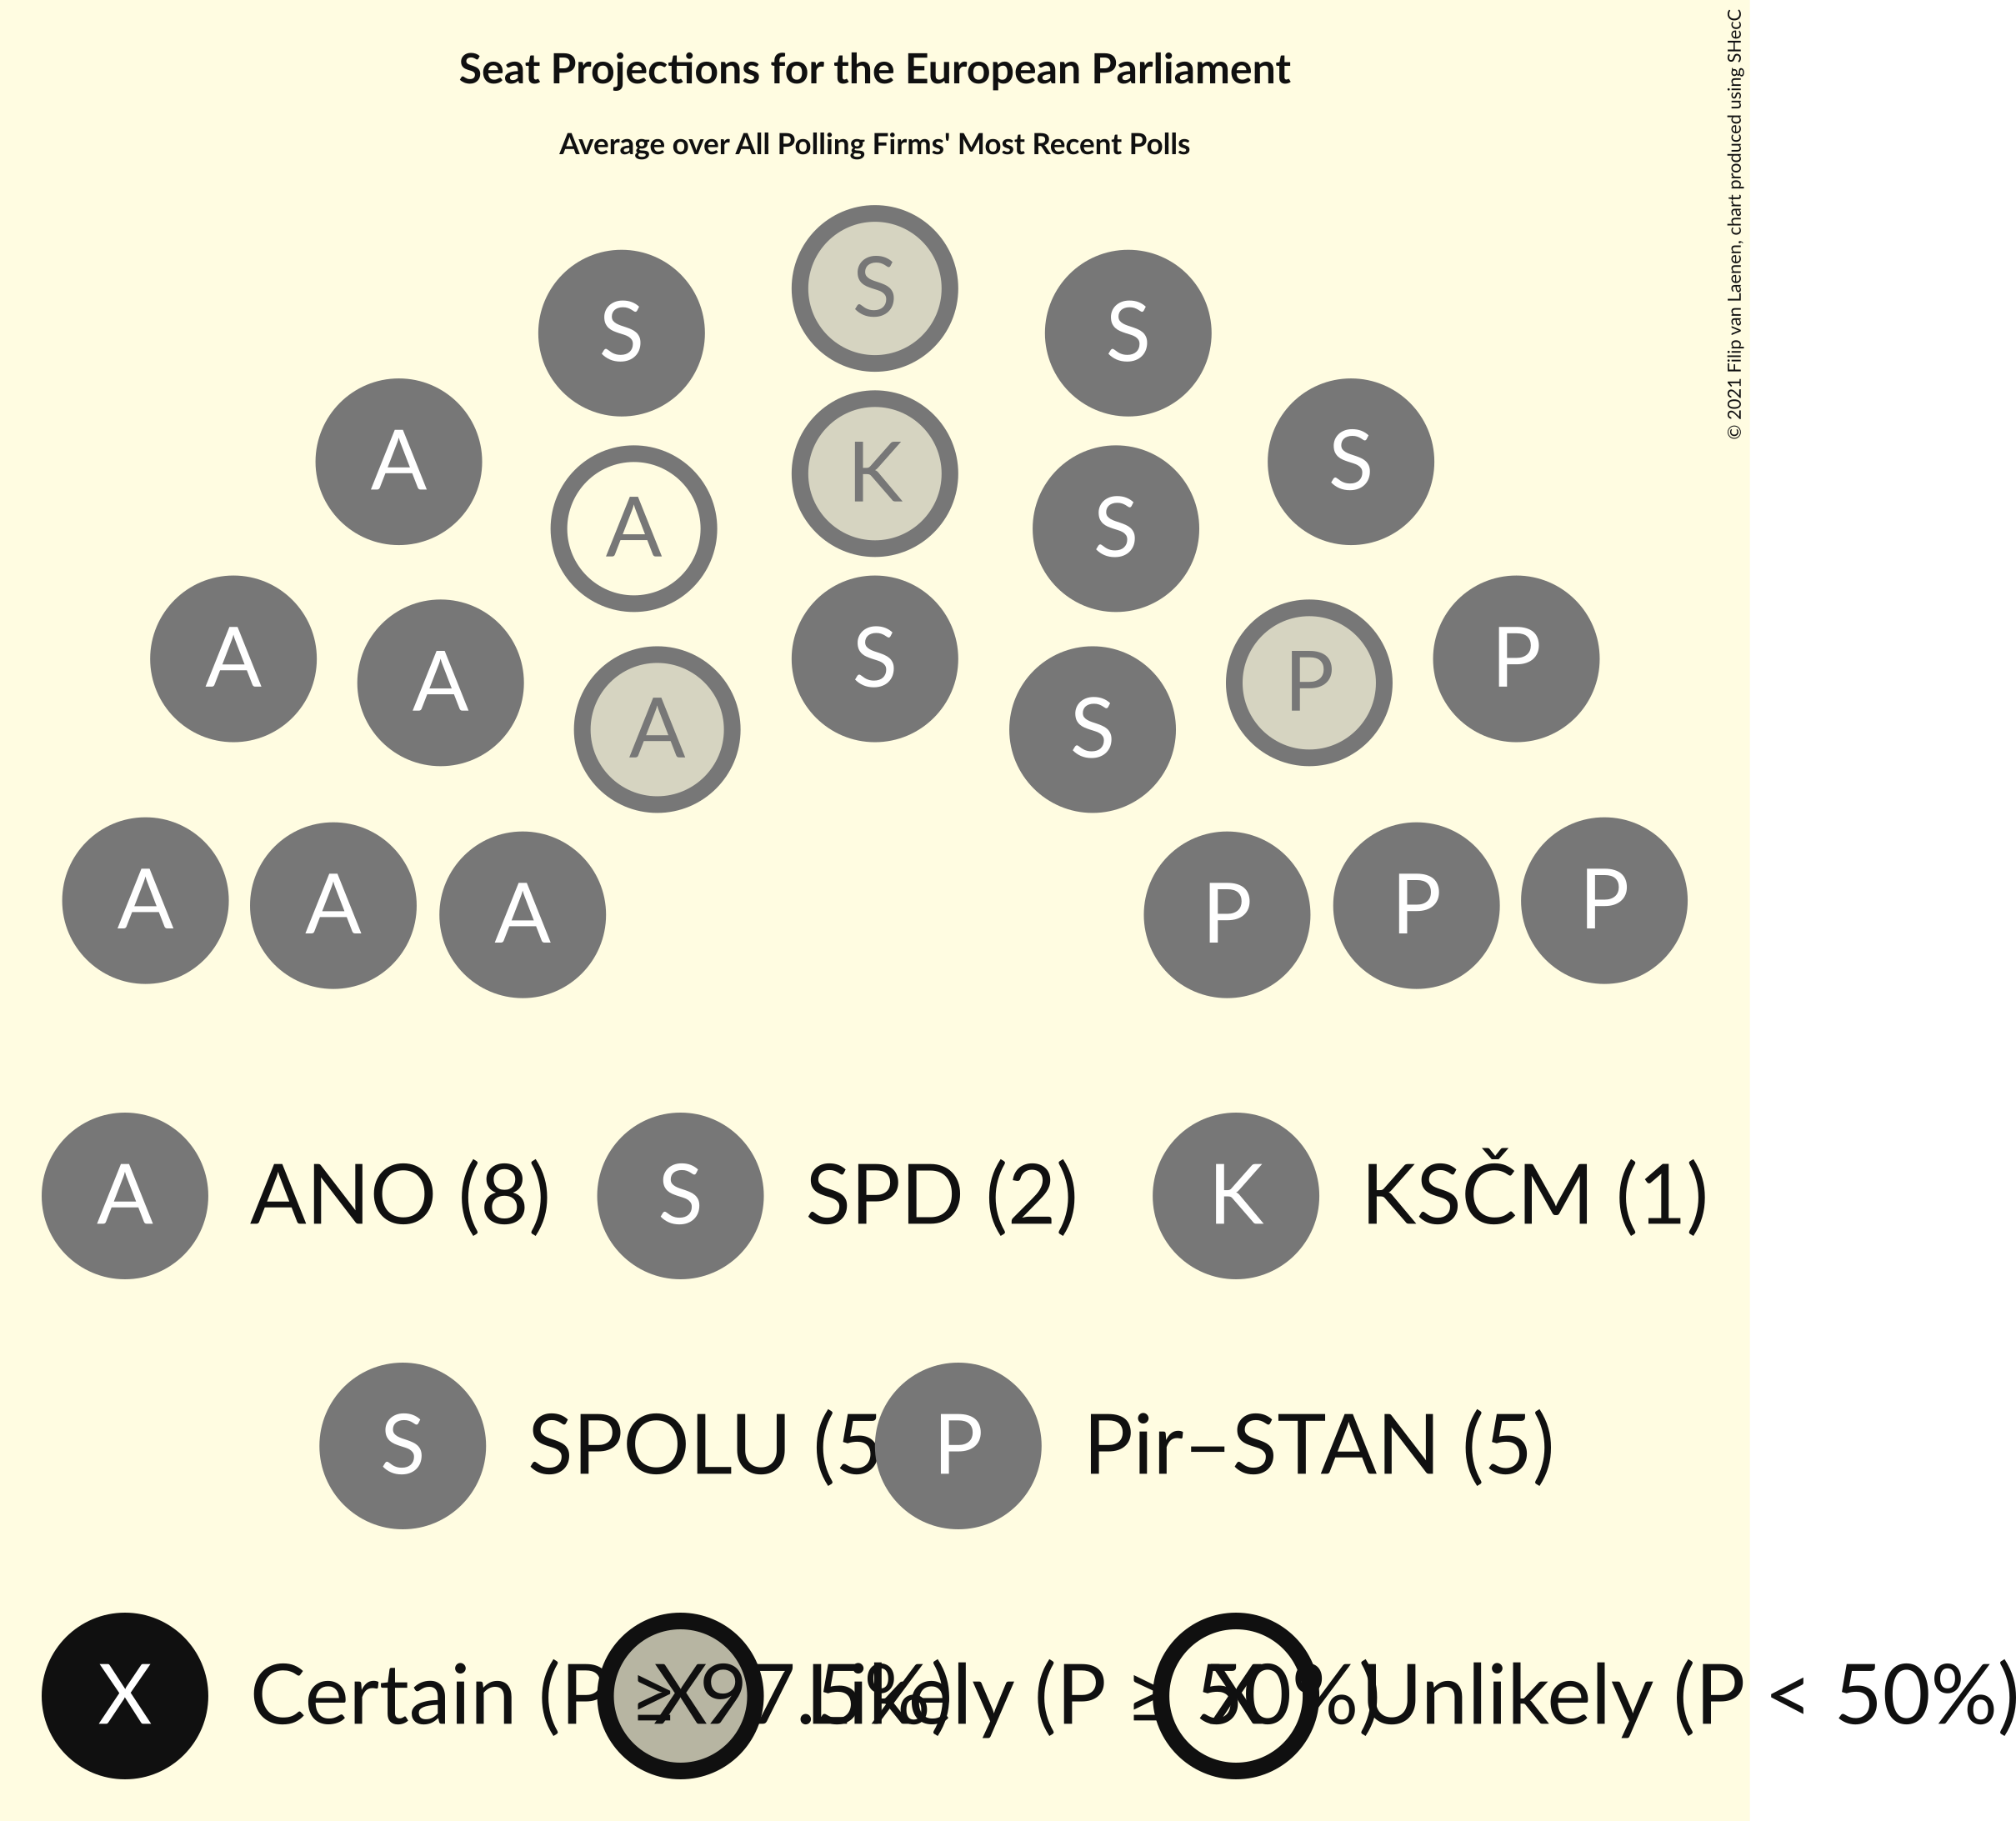 Seat Projections for the European Parliament
Average over All Polling Firms' Most Recent Polls
© 2021 Filip van Laenen, chart produced using SHecC
S
S S
A K S
A S
A S P P
A A S
A
A A A P P P
A ANO (8) S SPD (2) K KSČM (1)
S SPOLU (5 P Pir–STAN (5)
X Certain (P ≥ 97.5%) X Likely (P ≥ 50%) X Unlikely (P < 50%)